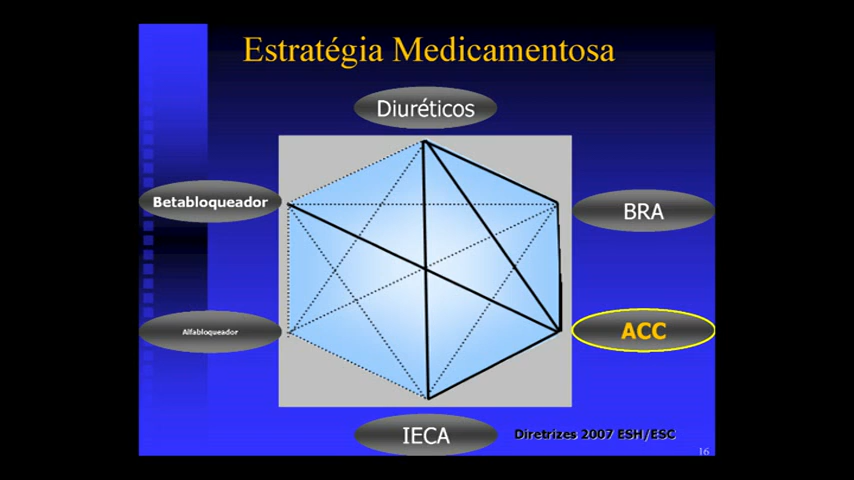 Estratégia Medicamentosa
Diuréticos
Betabloqueador
BRA
Alfabloqueador
ACC
IECA
Diretrizes 2007 ESH/ESC
16